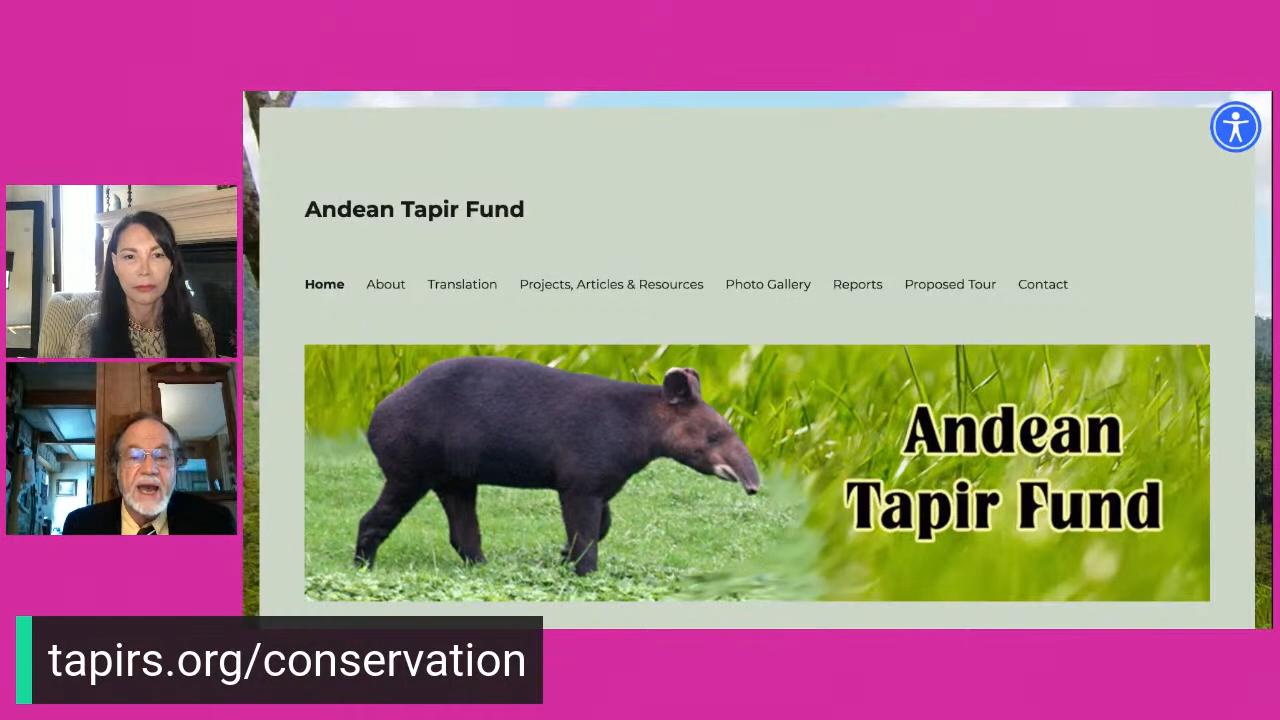 Andean Tapir Fund
Home About Translation Projects, Articles & Resources Photo Gallery Reports Proposed Tour Contact
Andean
Tapir Fund
tapirs.org/conservation